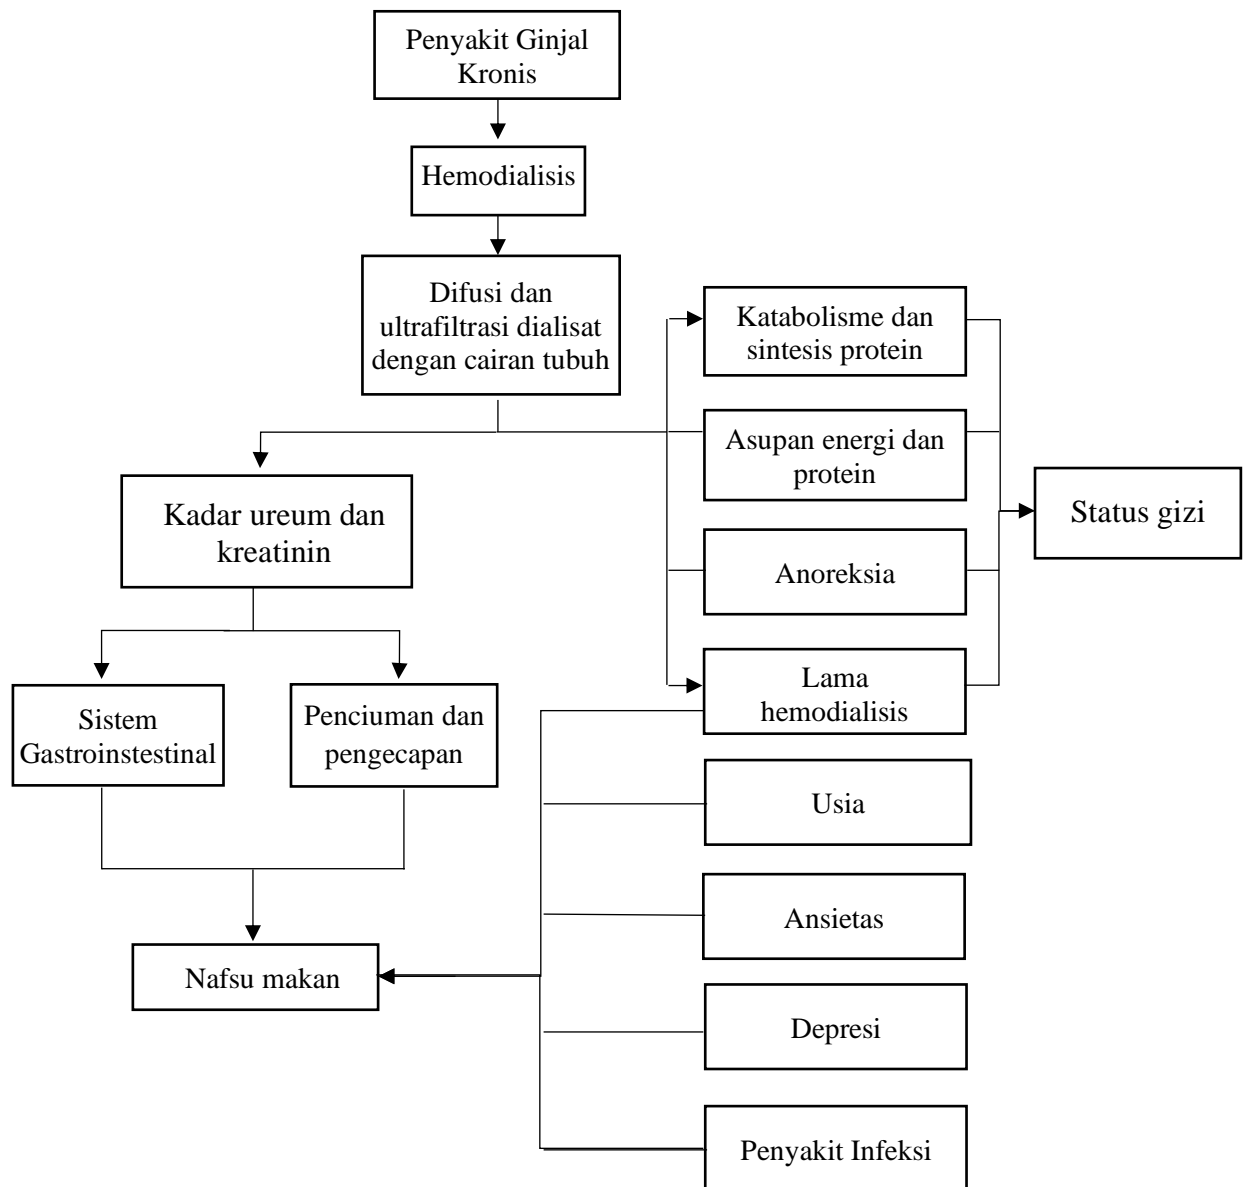 Penyakit Ginjal
Kronis
Hemodialisis
Difusi dan
ultrafiltrasi dialisat
dengan cairan tubuh
Katabolisme dan
sintesis protein
Asupan energi dan
protein
Status gizi
Kadar ureum dan
kreatinin
Anoreksia
Lama
hemodialisis
Sistem
Gastroinstestinal
Penciuman dan
pengecapan
Usia
Ansietas
Nafsu makan
Depresi
Penyakit Infeksi